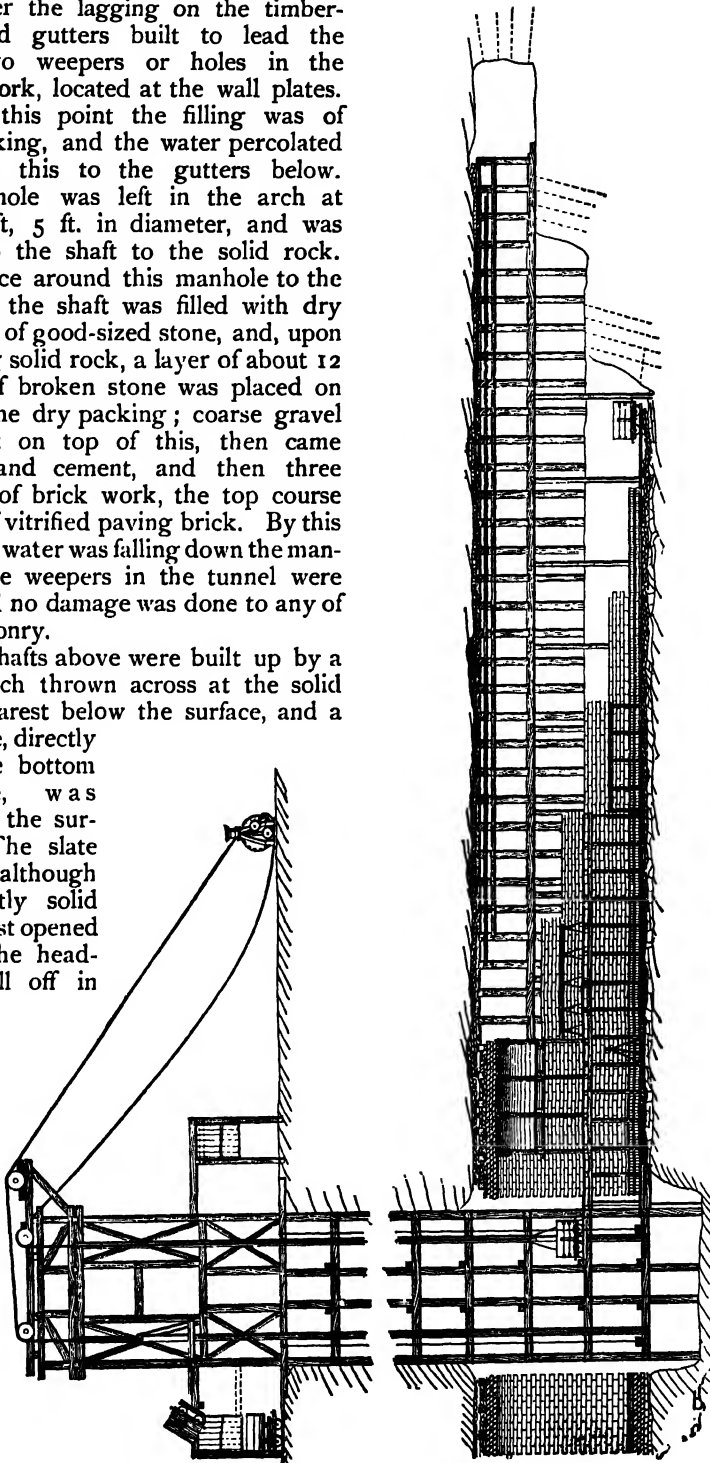 er the lagging on the timber-
d gutters built to lead the
vo weepers or holes in the
ork, located at the wall plates.
this point the filling was of
king, and the water percolated
this to the gutters below.
hole was left in the arch at
ft, 5 ft. in diameter, and was
the shaft to the solid rock.
ce around this manhole to the
the shaft was filled with dry
of good-sized stone, and, upon
g solid rock, a layer of about 12
f broken stone was placed on
he dry packing; coarse gravel
t on top of this, then came
and cement, and then three
of brick work, the top course
f vitrified paving brick. By this
water was falling down the man-
e weepers in the tunnel were
l no damage was done to any of
onry.
hafts above were built up by a
ch thrown across at the solid
arest below the surface, and a
e, directly
e bottom
e, was
the sur-
The slate
although
tly solid
st opened
he head-
ll off in